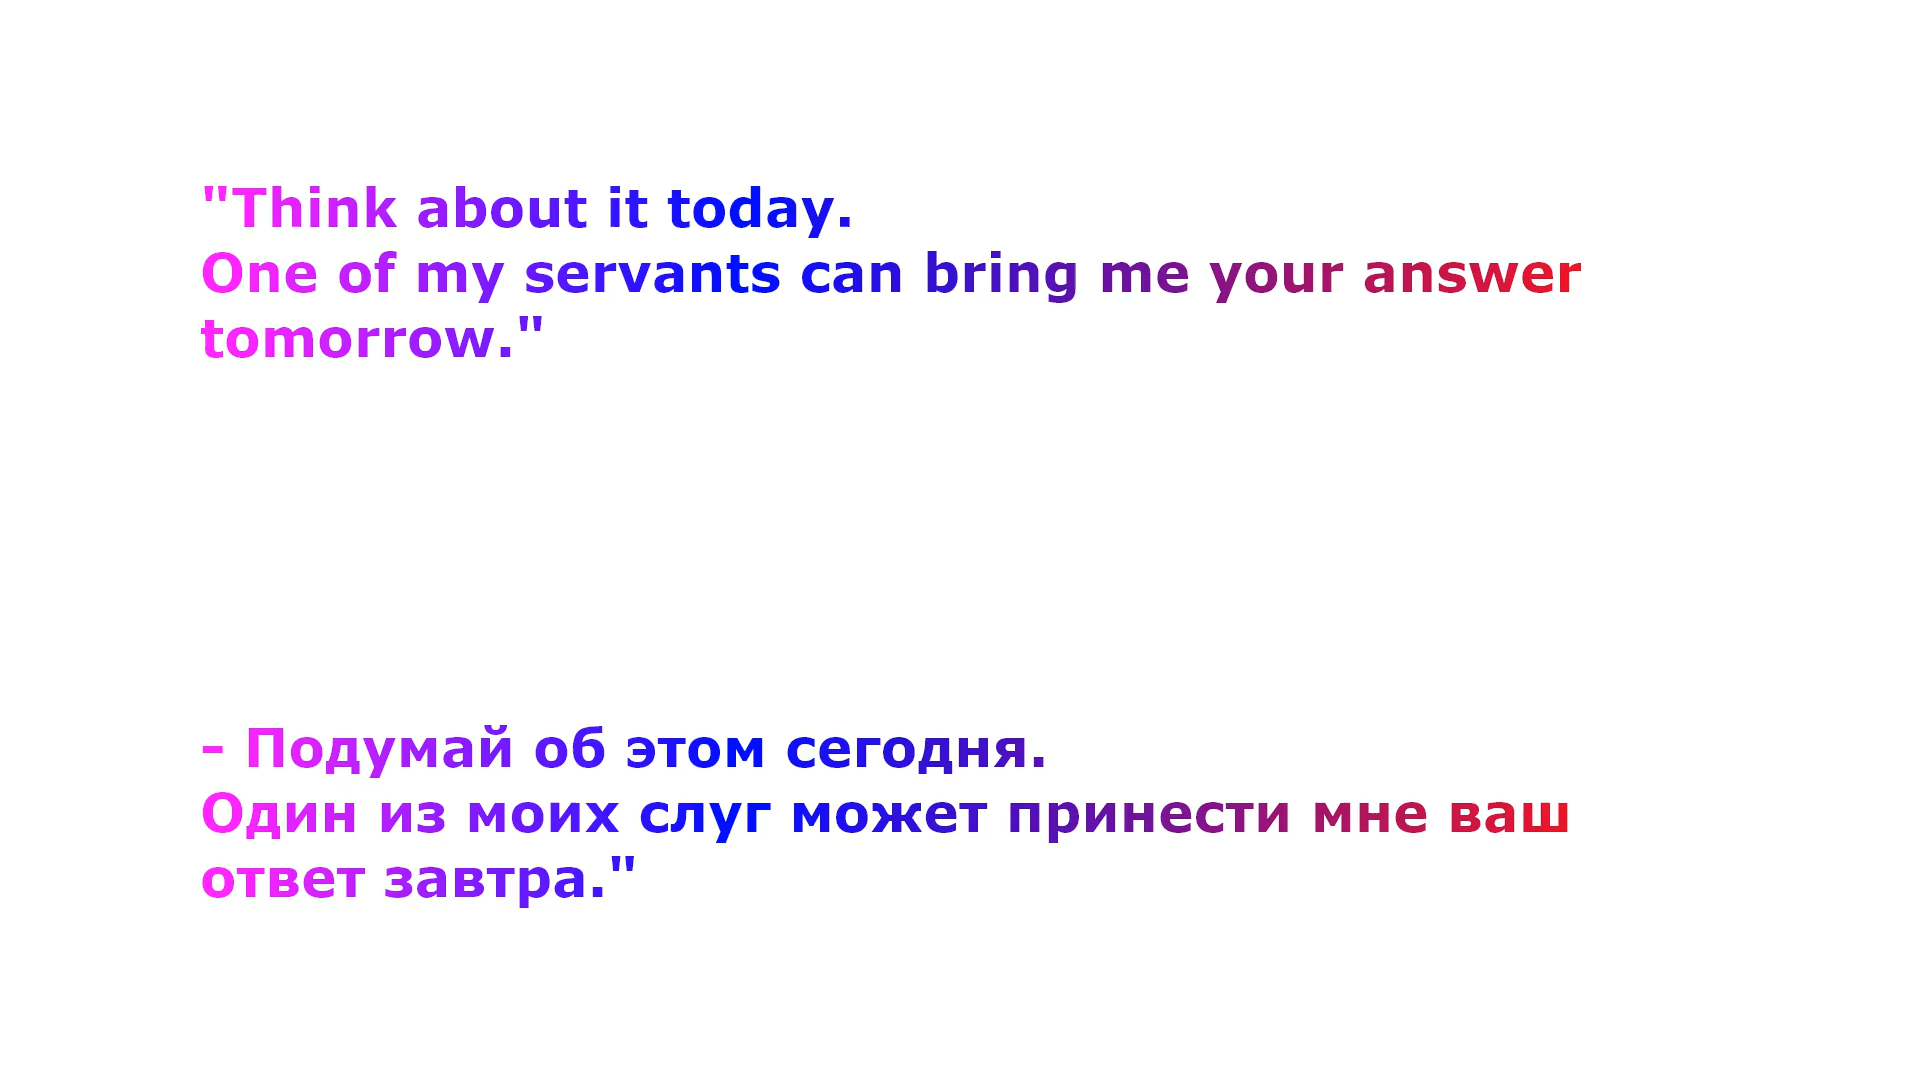 "Think about it today.
One of my servants can bring me your answer
tomorrow."
- Подумай об этом сегодня.
Один из моих слуг может принести мне ваш
ответ завтра."